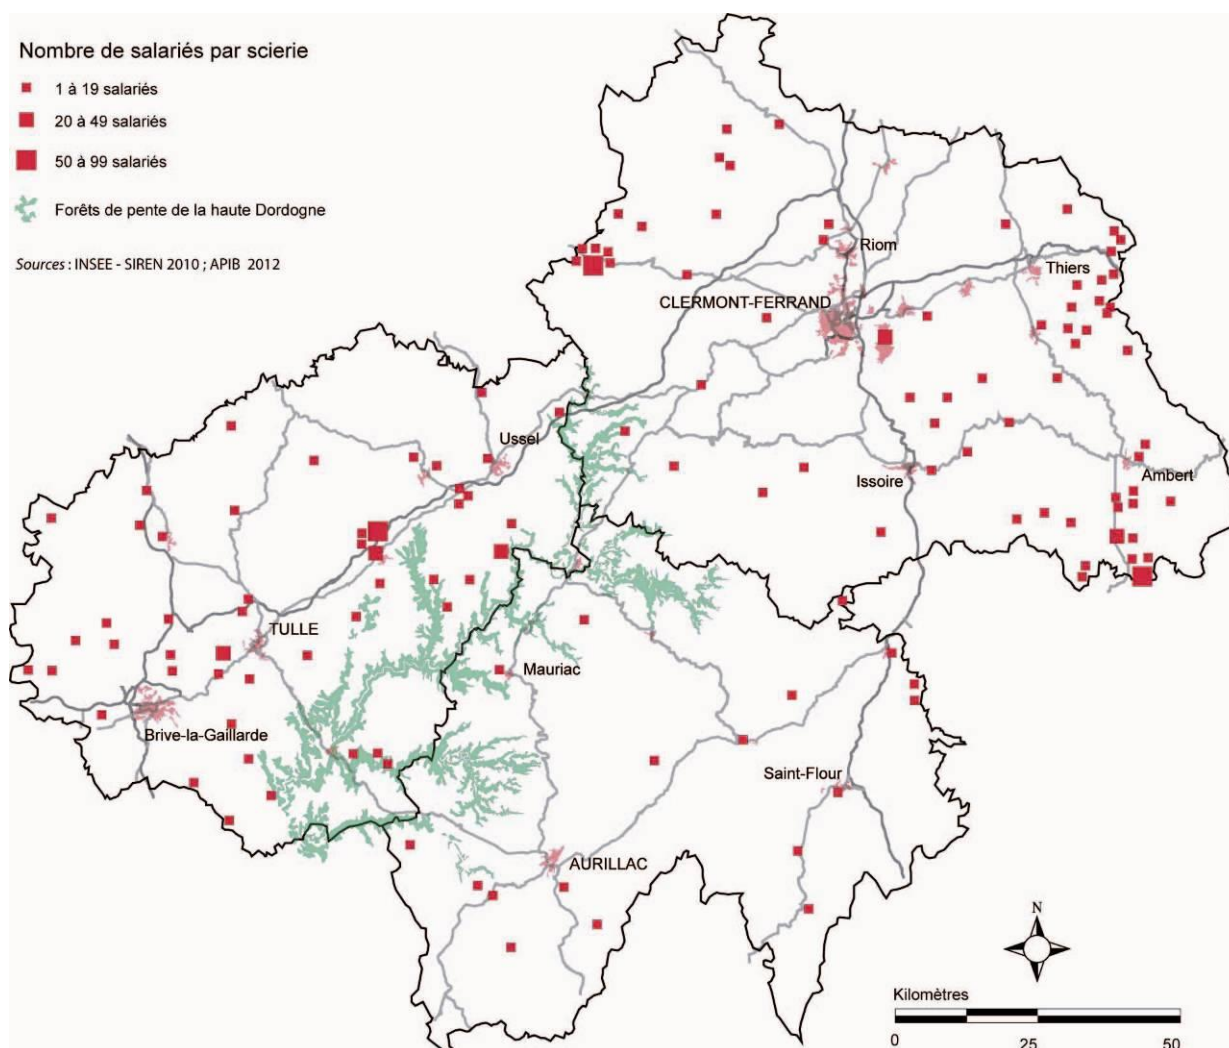 Nombre de salariés par scierie
1 à 19 salariés
20 à 49 salariés
50 à 99 salariés
Forêts de pente de la haute Dordogne
Sources : INSEE - SIREN 2010 ; APIB 2012
Riom
Thiers
CLERMONT-FERRAND
Ussel
Issoire
Ambert
TULLE
Mauriac
Brive-la-Gaillarde
Saint-Flour
AURILLAC
N
Kilomètres
0 25 50